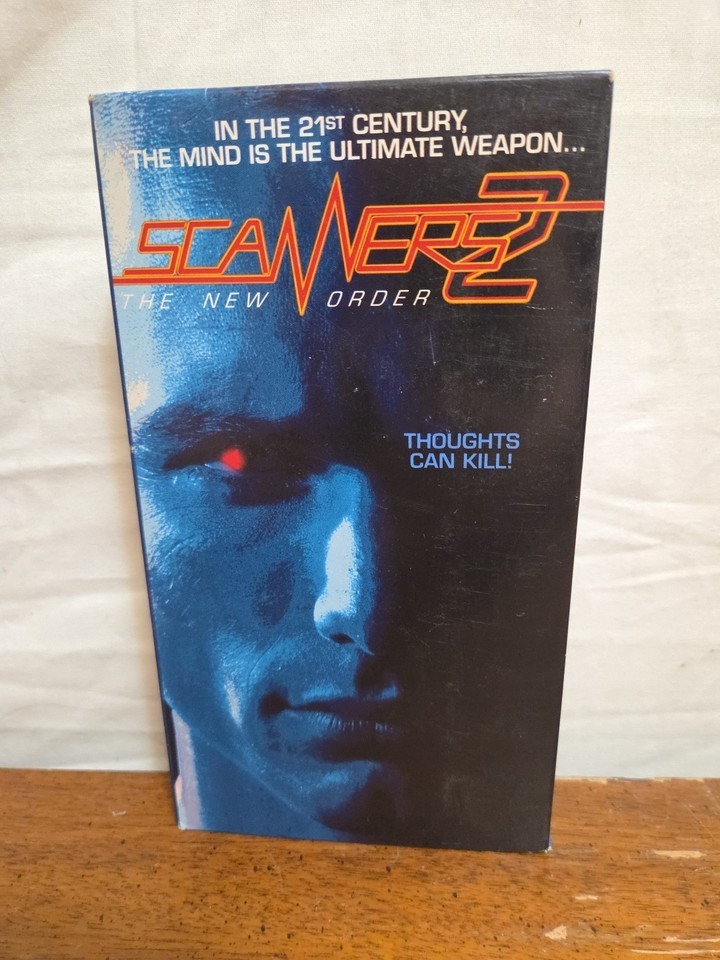 IN THE 21ST CENTURY,
THE MIND IS THE ULTIMATE WEAPON...
SCANNERS 2
THE NEW ORDER
THOUGHTS
CAN KILL!